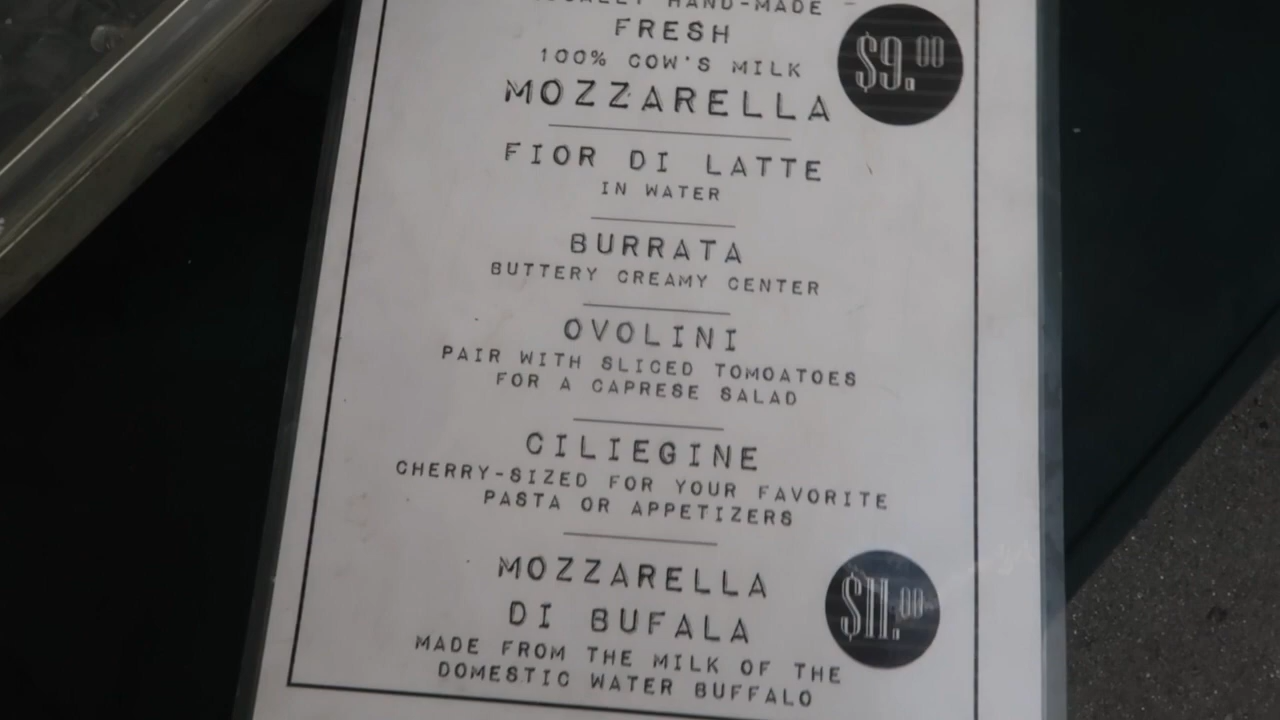 HAND-MADE
FRESH
100% COW'S MILK
MOZZARELLA
$9.00
FIOR DI LATTE
IN WATER
BURRATA
BUTTERY CREAMY CENTER
OVOLINI
PAIR WITH SLICED TOMOATOES
FOR A CAPRESE SALAD
CILIEGINE
CHERRY-SIZED FOR YOUR FAVORITE
PASTA OR APPETIZERS
MOZZARELLA
DI BUFALA
$11.00
MADE FROM THE MILK OF THE
DOMESTIC WATER BUFFALO